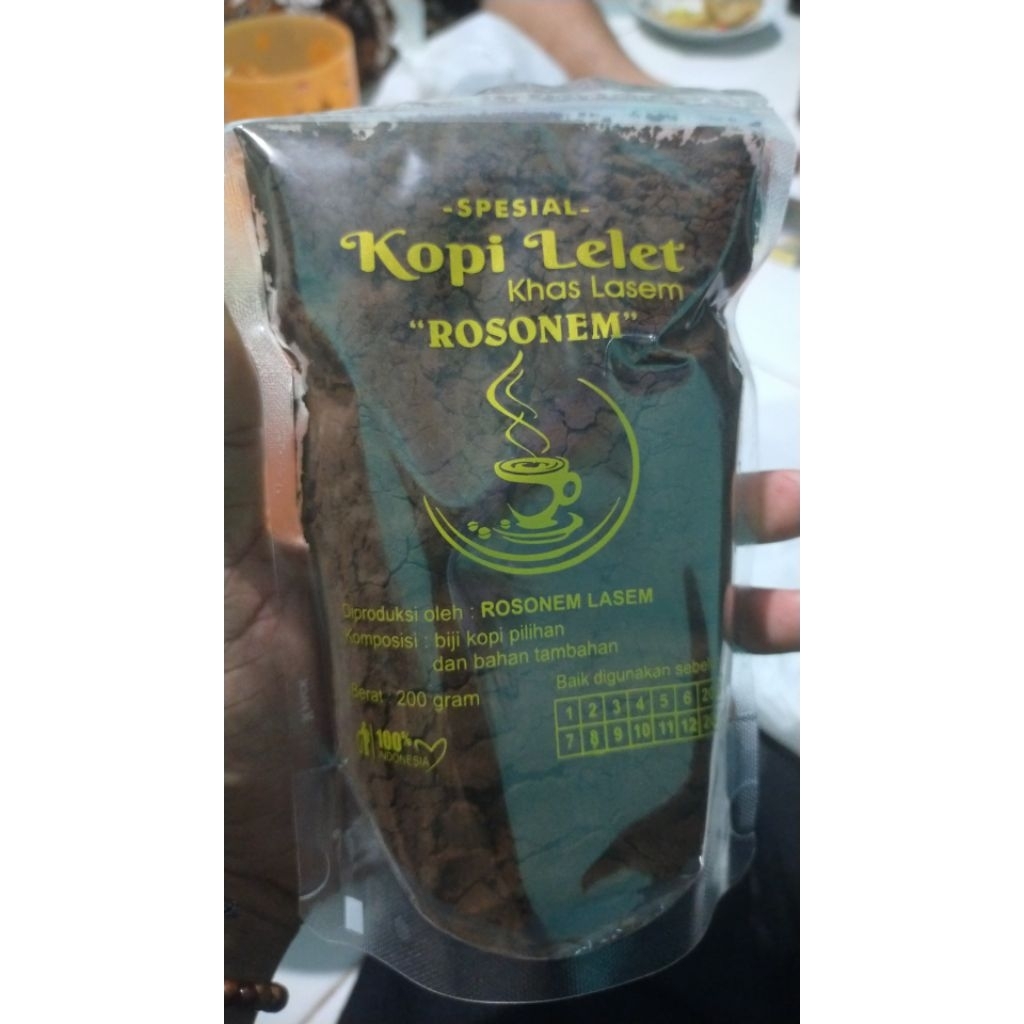 -SPESIAL-
Kopi Lelet
Khas Lasem
“ROSONEM”
Diproduksi oleh : ROSONEM LASEM
Komposisi : biji kopi pilihan
dan bahan tambahan
Berat : 200 gram
Baik digunakan
1 2 3 4 5 6
7 8 9 10 11 12
100%
INDONESIA